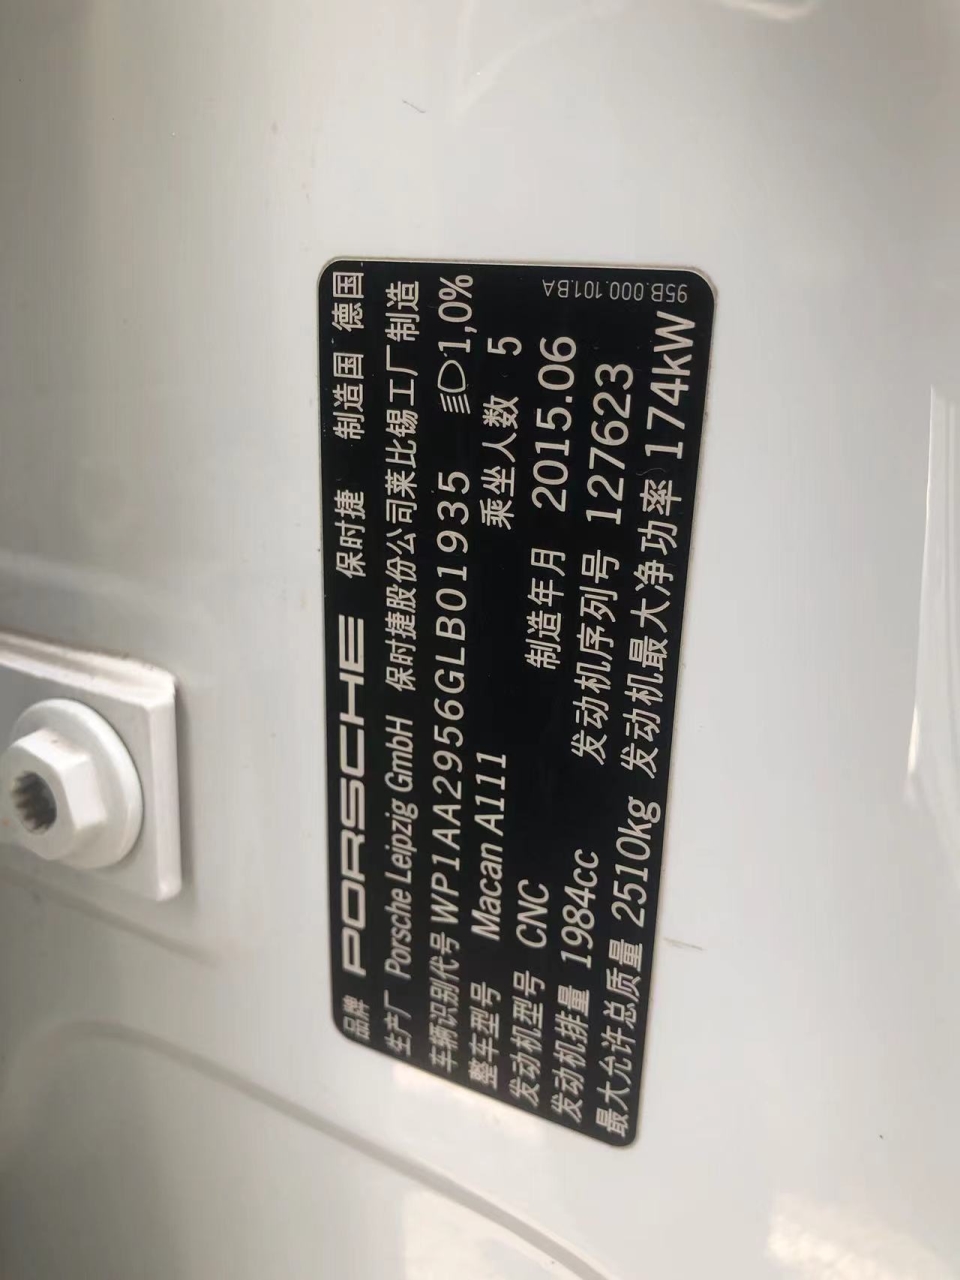 品牌 PORSCHE 保时捷 制造国 德国
生产厂 Porsche Leipzig GmbH 保时捷股份公司莱比锡工厂制造
车辆识别代号 WP1AA2956GLB01935 1,0%
整车型号 Macan A111 乘坐人数 5
发动机型号 CNC 制造年月 2015.06
发动机排量 1984cc 发动机序列号 127623
最大允许总质量 2510kg 发动机最大净功率 174kW
95B.000.101.BA